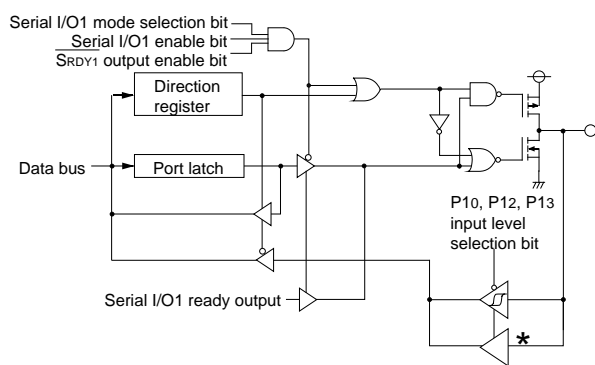 Serial I/O1 mode selection bit
Serial I/O1 enable bit
SRDY1 output enable bit
Direction
register
Data bus
Port latch
P10, P12, P13
input level
selection bit
Serial I/O1 ready output
*